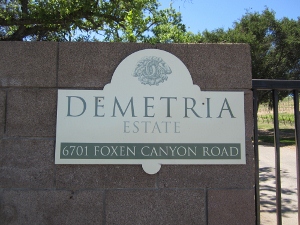 DEMETRIA
ESTATE
6701 FOXEN CANYON ROAD